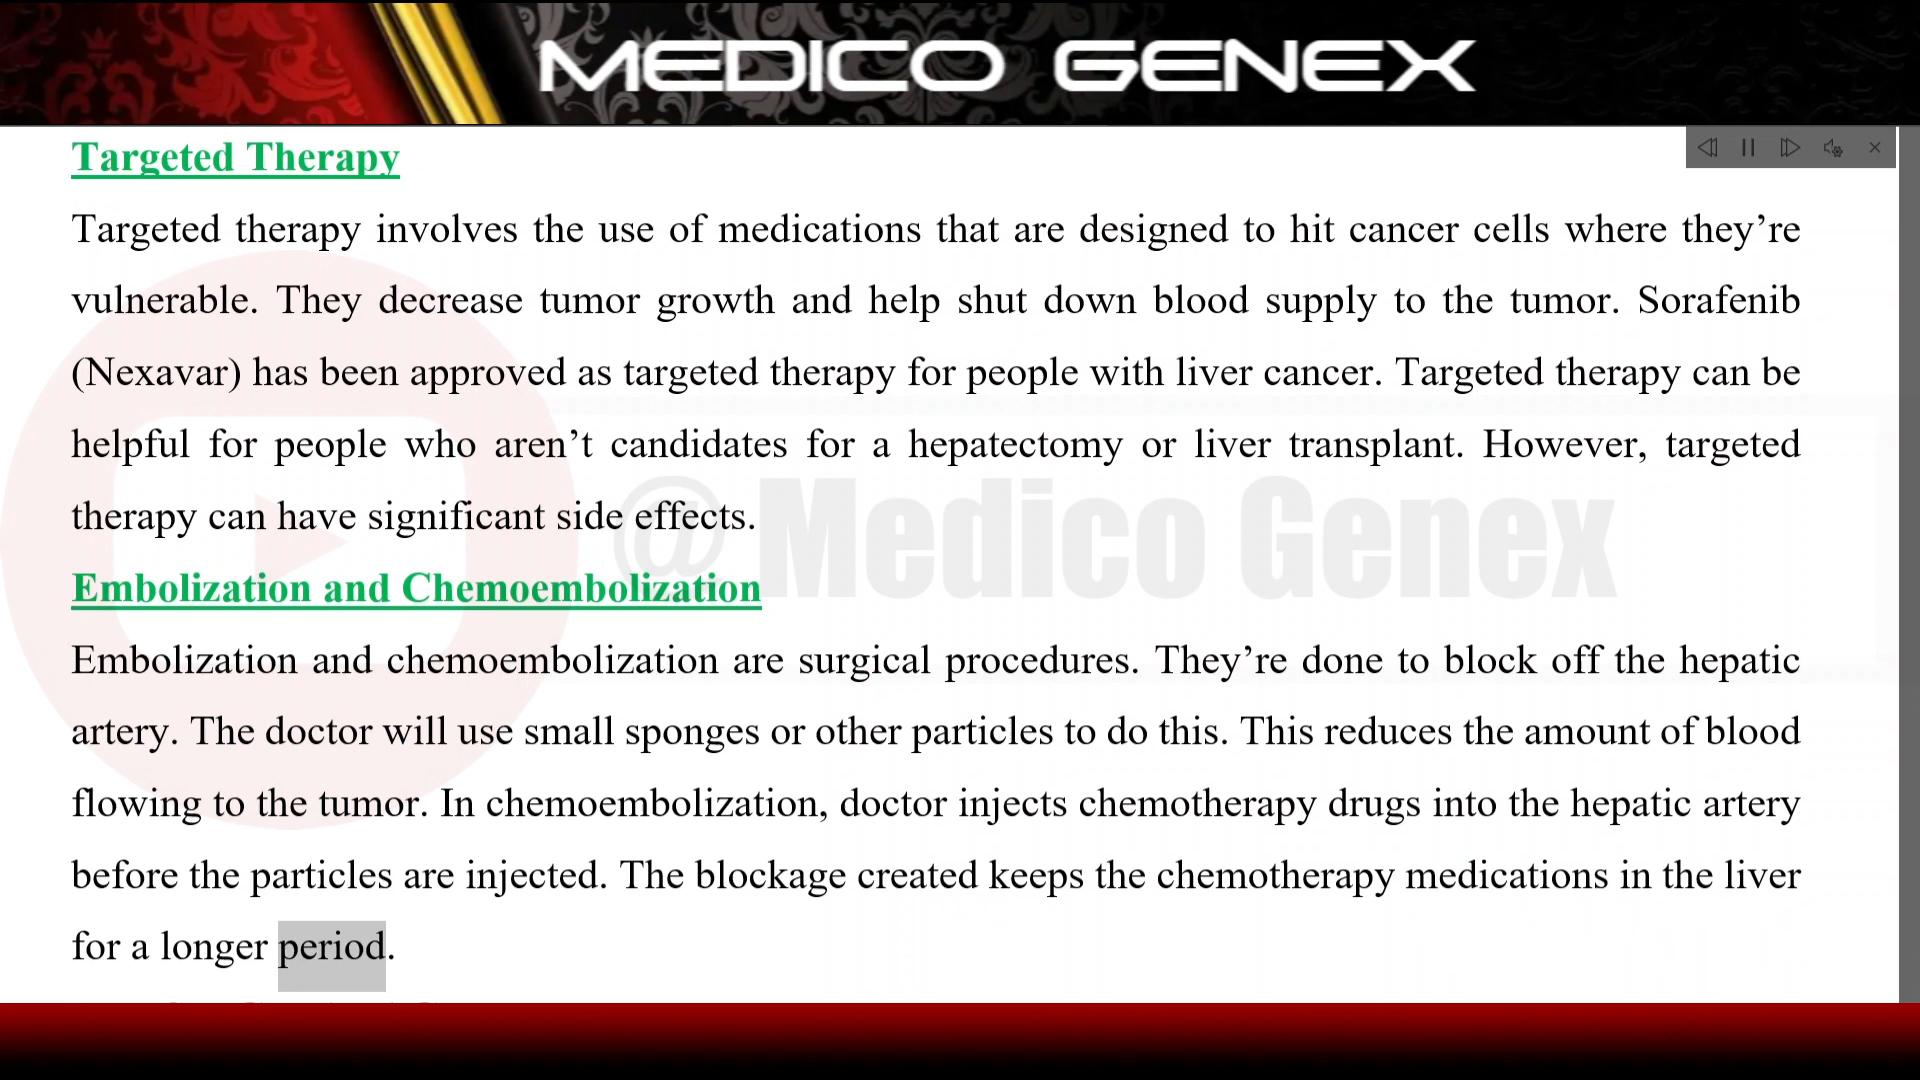 MEDICO GENEX
Targeted Therapy
Targeted therapy involves the use of medications that are designed to hit cancer cells where they’re
vulnerable. They decrease tumor growth and help shut down blood supply to the tumor. Sorafenib
(Nexavar) has been approved as targeted therapy for people with liver cancer. Targeted therapy can be
helpful for people who aren’t candidates for a hepatectomy or liver transplant. However, targeted
therapy can have significant side effects.
@Medico Genex
Embolization and Chemoembolization
Embolization and chemoembolization are surgical procedures. They’re done to block off the hepatic
artery. The doctor will use small sponges or other particles to do this. This reduces the amount of blood
flowing to the tumor. In chemoembolization, doctor injects chemotherapy drugs into the hepatic artery
before the particles are injected. The blockage created keeps the chemotherapy medications in the liver
for a longer period.